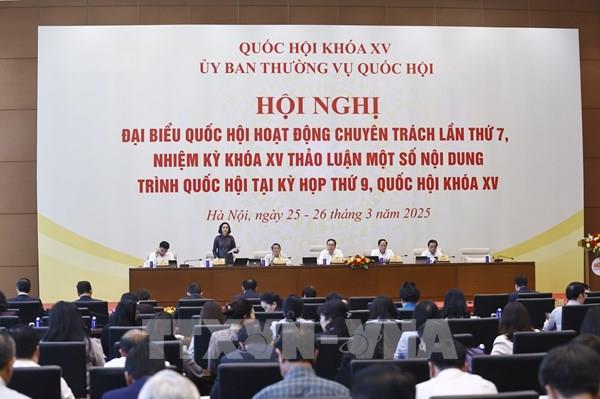 QUỐC HỘI KHÓA XV
ỦY BAN THƯỜNG VỤ QUỐC HỘI
HỘI NGHỊ
ĐẠI BIỂU QUỐC HỘI HOẠT ĐỘNG CHUYÊN TRÁCH LẦN THỨ 7,
NHIỆM KỲ KHÓA XV THẢO LUẬN MỘT SỐ NỘI DUNG
TRÌNH QUỐC HỘI TẠI KỲ HỌP THỨ 9, QUỐC HỘI KHÓA XV
Hà Nội, ngày 25 - 26 tháng 3 năm 2025
TTXVN-VNA